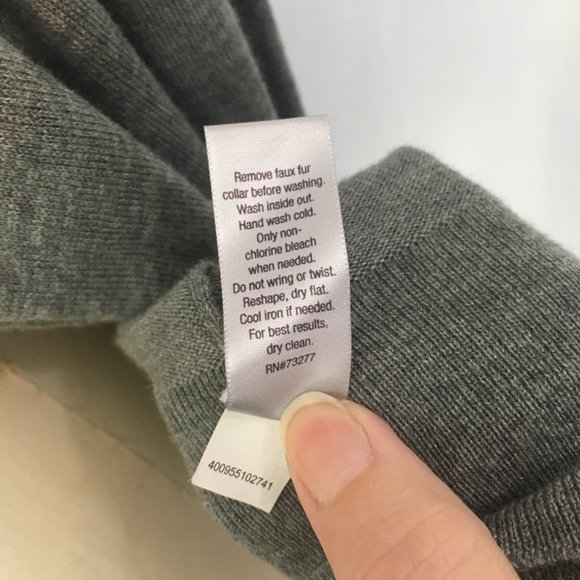 Remove faux fur
collar before washing.
Wash inside out.
Hand wash cold.
Only non-
chlorine bleach
when needed.
Do not wring or twist.
Reshape, dry flat.
Cool iron if needed.
For best results,
dry clean.
RN#73277
400955102741